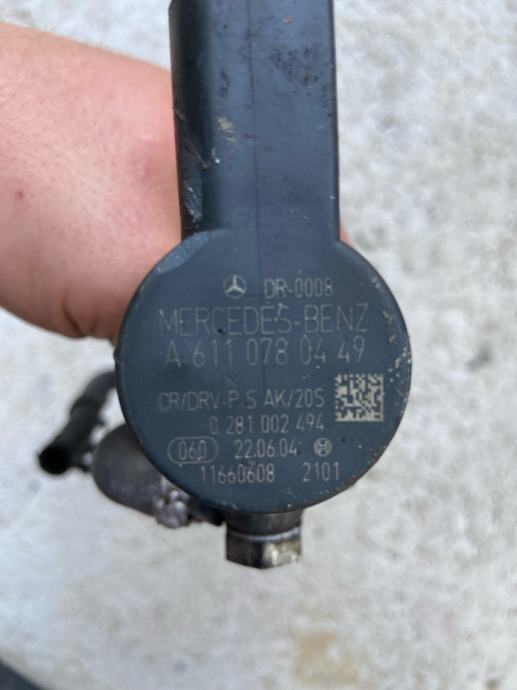 DR-0008
MERCEDES-BENZ
A 611 078 04 49
CR/DRV-P S AK/20S
0 281 002 494
06D 22.06.04
11660608 2101